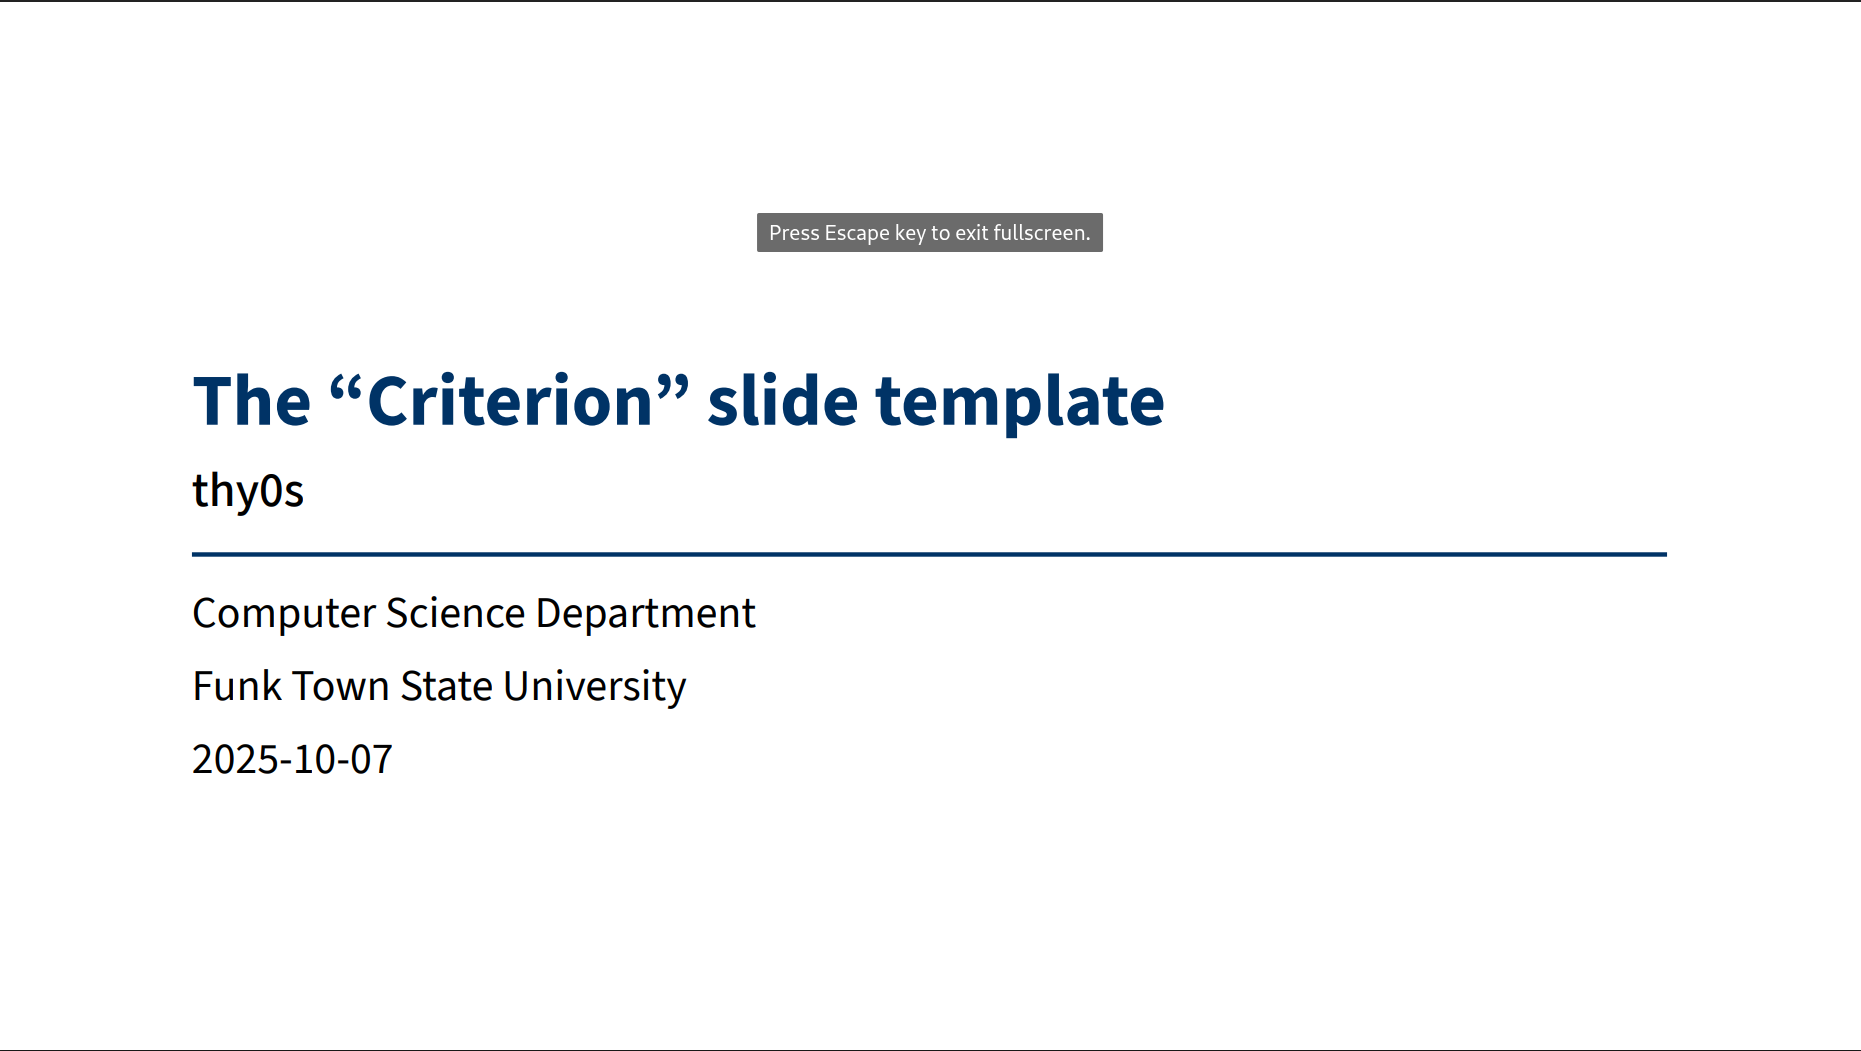 Press Escape key to exit fullscreen.
The “Criterion” slide template
thy0s
Computer Science Department
Funk Town State University
2025-10-07